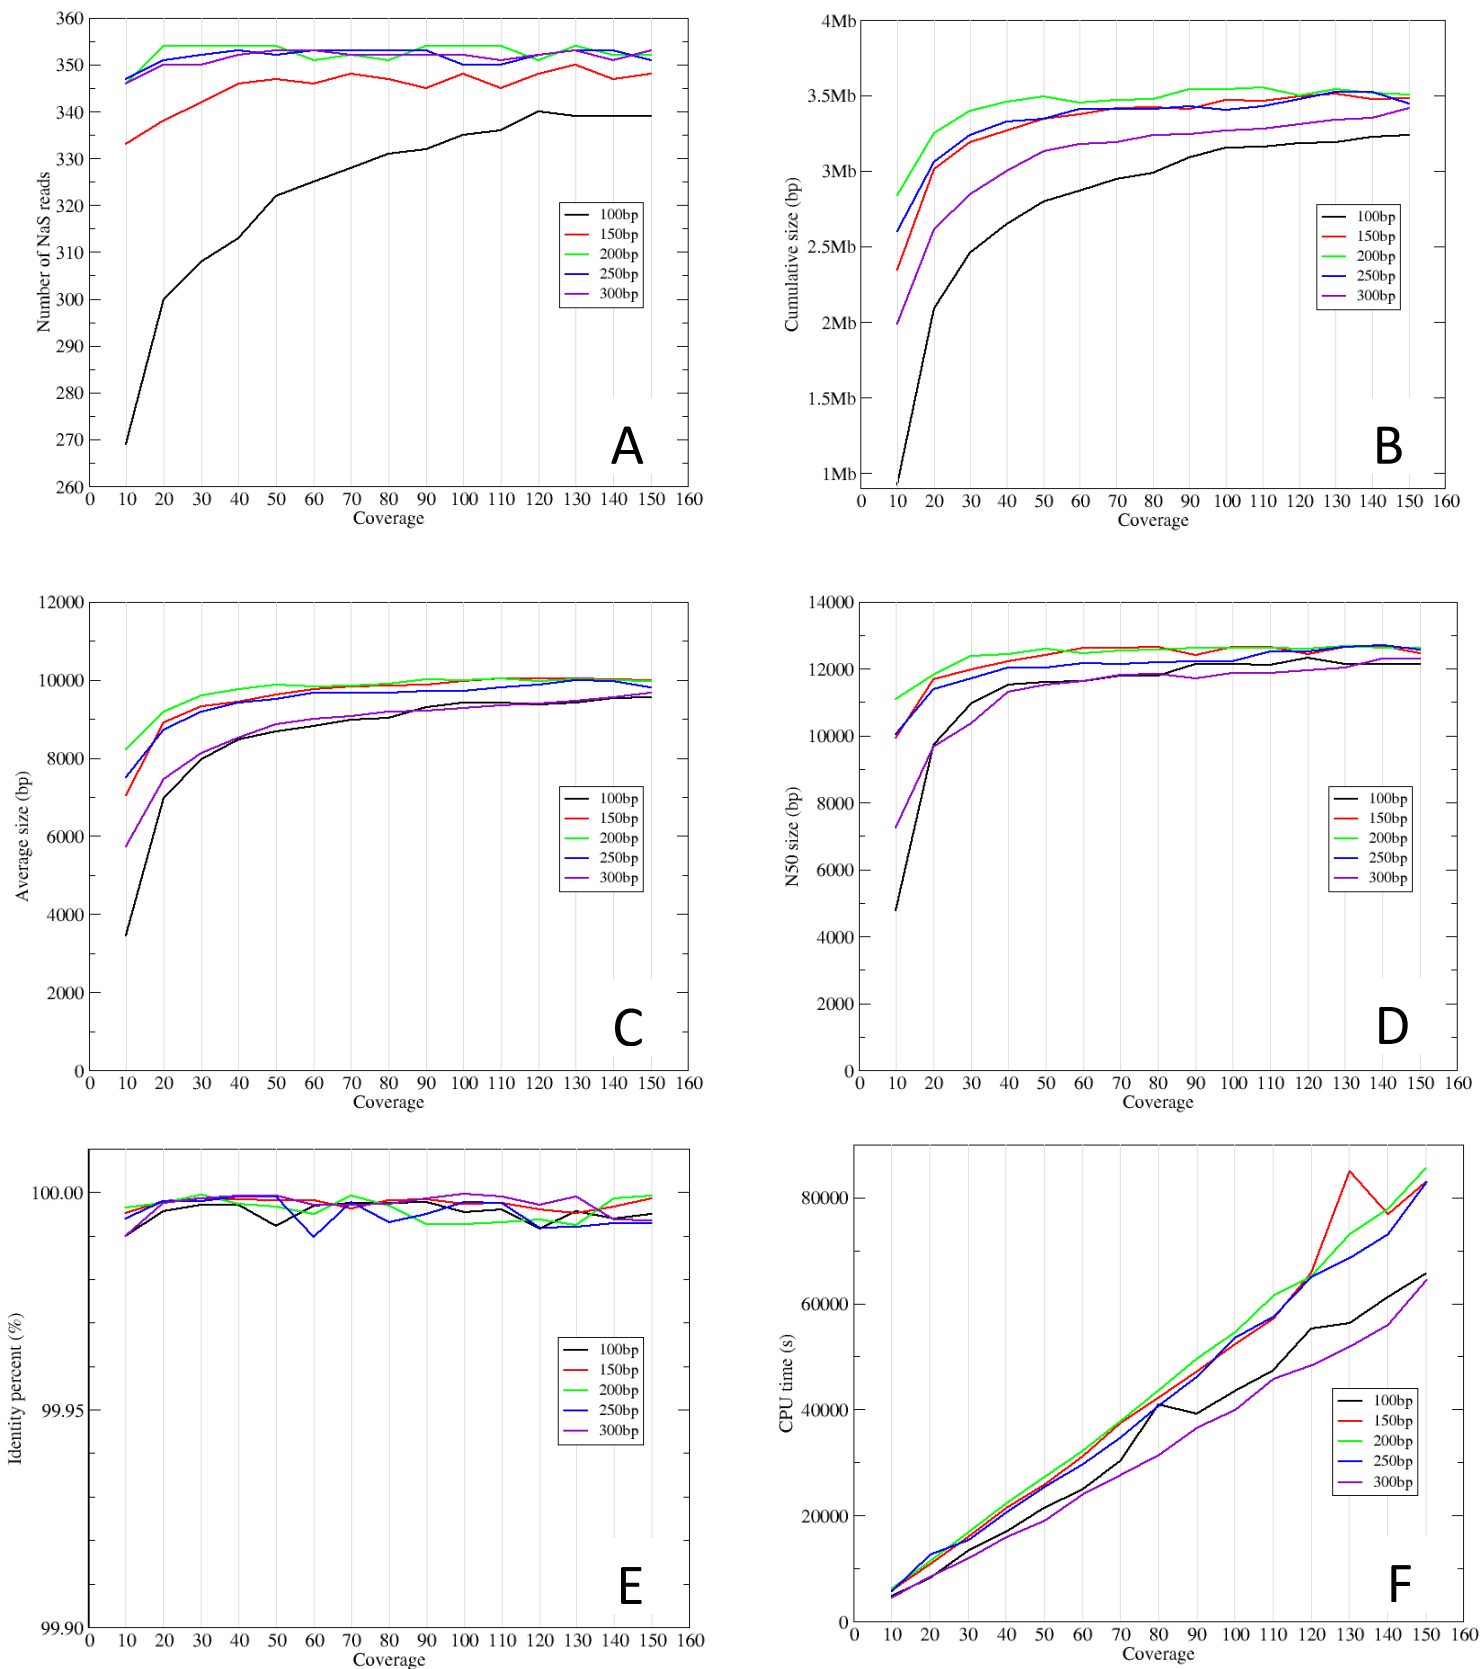 360
350
340
330
320
310
300
290
280
270
260
Number of NaS reads
100bp
150bp
200bp
250bp
300bp
A
0 10 20 30 40 50 60 70 80 90 100 110 120 130 140 150 160
Coverage
4Mb
3.5Mb
3Mb
2.5Mb
2Mb
1.5Mb
1Mb
Cumulative size (bp)
100bp
150bp
200bp
250bp
300bp
B
10 20 30 40 50 60 70 80 90 100 110 120 130 140 150 160
Coverage
12000
10000
8000
6000
4000
2000
0
Average size (bp)
100bp
150bp
200bp
250bp
300bp
C
0 10 20 30 40 50 60 70 80 90 100 110 120 130 140 150 160
Coverage
14000
12000
10000
8000
6000
4000
2000
0
N50 size (bp)
100bp
150bp
200bp
250bp
300bp
D
0 10 20 30 40 50 60 70 80 90 100 110 120 130 140 150 160
Coverage
100.00
99.95
99.90
Identity percent (%)
100bp
150bp
200bp
250bp
300bp
E
0 10 20 30 40 50 60 70 80 90 100 110 120 130 140 150 160
Coverage
80000
60000
40000
20000
0
CPU time (s)
100bp
150bp
200bp
250bp
300bp
F
0 10 20 30 40 50 60 70 80 90 100 110 120 130 140 150 160
Coverage